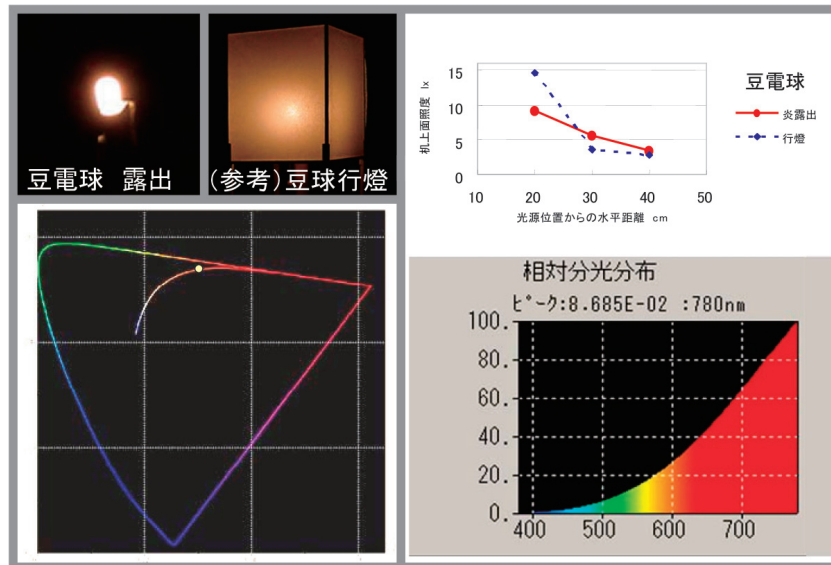 豆電球 露出
(参考)豆球行燈
机上面照度 lx
15
10
5
0
10 20 30 40 50
光源位置からの水平距離 cm
豆電球
炎露出
行燈
相対分光分布
ﾋﾟｰｸ:8.685E-02 :780nm
100.
80.
60.
40.
20.
0.
400 500 600 700